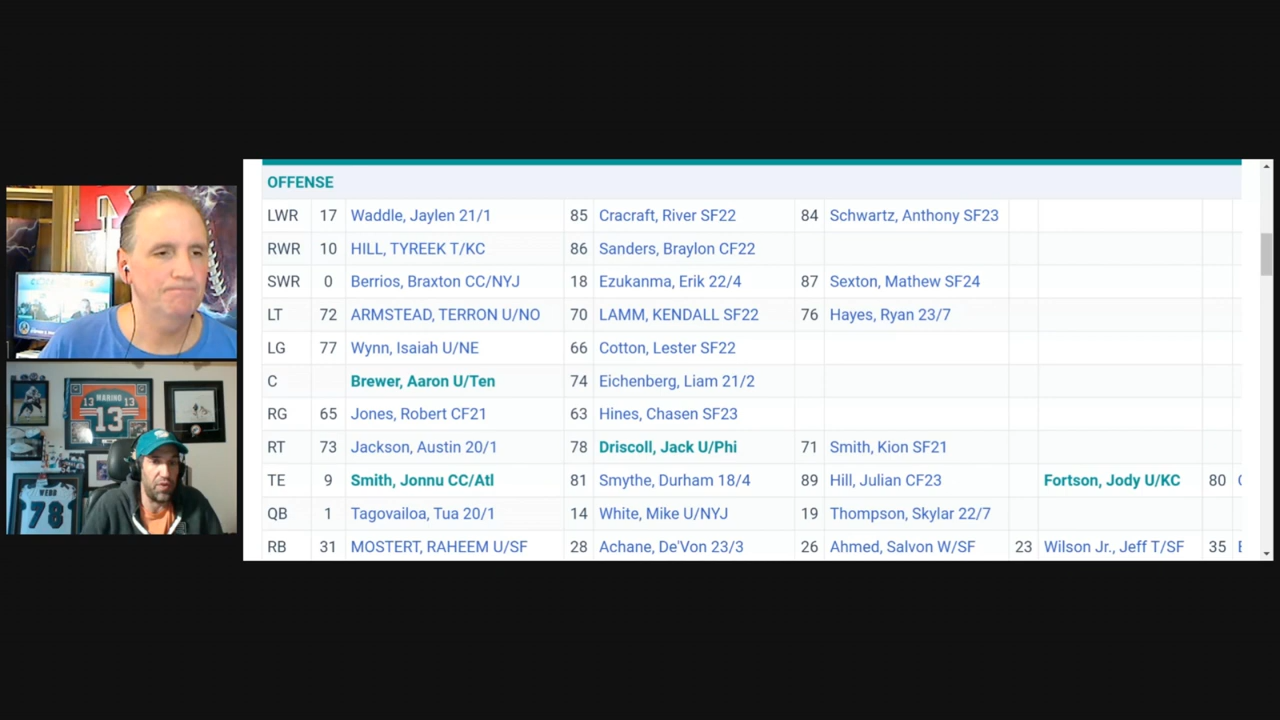 OFFENSE
LWR 17 Waddle, Jaylen 21/1 85 Cracraft, River SF22 84 Schwartz, Anthony SF23
RWR 10 HILL, TYREEK T/KC 86 Sanders, Braylon CF22
SWR 0 Berrios, Braxton CC/NYJ 18 Ezukanma, Erik 22/4 87 Sexton, Mathew SF24
LT 72 ARMSTEAD, TERRON U/NO 70 LAMM, KENDALL SF22 76 Hayes, Ryan 23/7
LG 77 Wynn, Isaiah U/NE 66 Cotton, Lester SF22
C Brewer, Aaron U/Ten 74 Eichenberg, Liam 21/2
RG 65 Jones, Robert CF21 63 Hines, Chasen SF23
RT 73 Jackson, Austin 20/1 78 Driscoll, Jack U/Phi 71 Smith, Kion SF21
TE 9 Smith, Jonnu CC/Atl 81 Smythe, Durham 18/4 89 Hill, Julian CF23 Fortson, Jody U/KC 80
QB 1 Tagovailoa, Tua 20/1 14 White, Mike U/NYJ 19 Thompson, Skylar 22/7
RB 31 MOSTERT, RAHEEM U/SF 28 Achane, De'Von 23/3 26 Ahmed, Salvon W/SF 23 Wilson Jr., Jeff T/SF 35
R
MARINO
13 13
13
WEBB
78